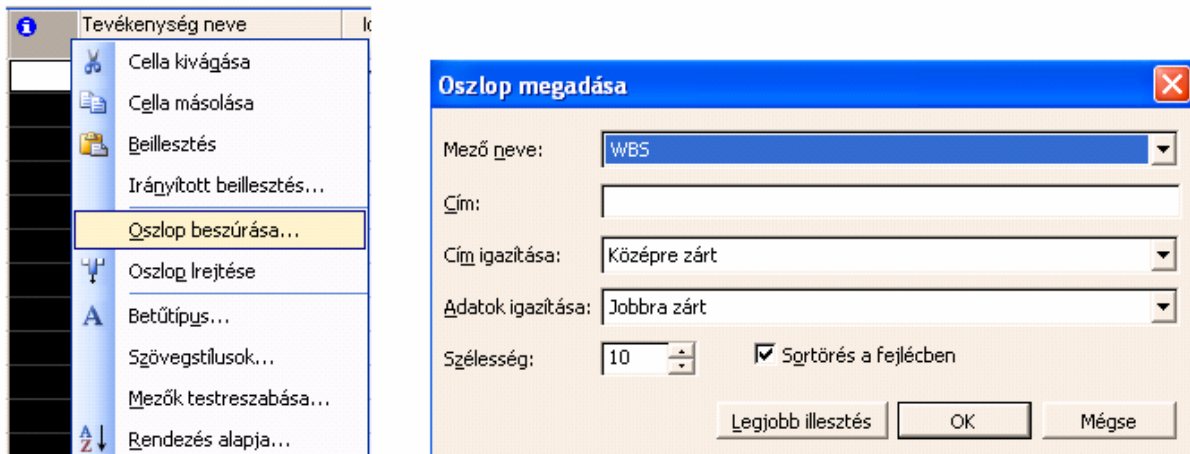 Tevékenység neve
Cella kivágása
Cella másolása
Beillesztés
Irányított beillesztés...
Oszlop beszúrása...
Oszlop lrejtése
Betűtípus...
Szövegstílusok...
Mezők testreszabása...
Rendezés alapja...
Oszlop megadása
Mező neve: WBS
Cím:
Cím igazítása: Középre zárt
Adatok igazítása: Jobbra zárt
Szélesség: 10 Sortörés a fejlécben
Legjobb illesztés OK Mégse